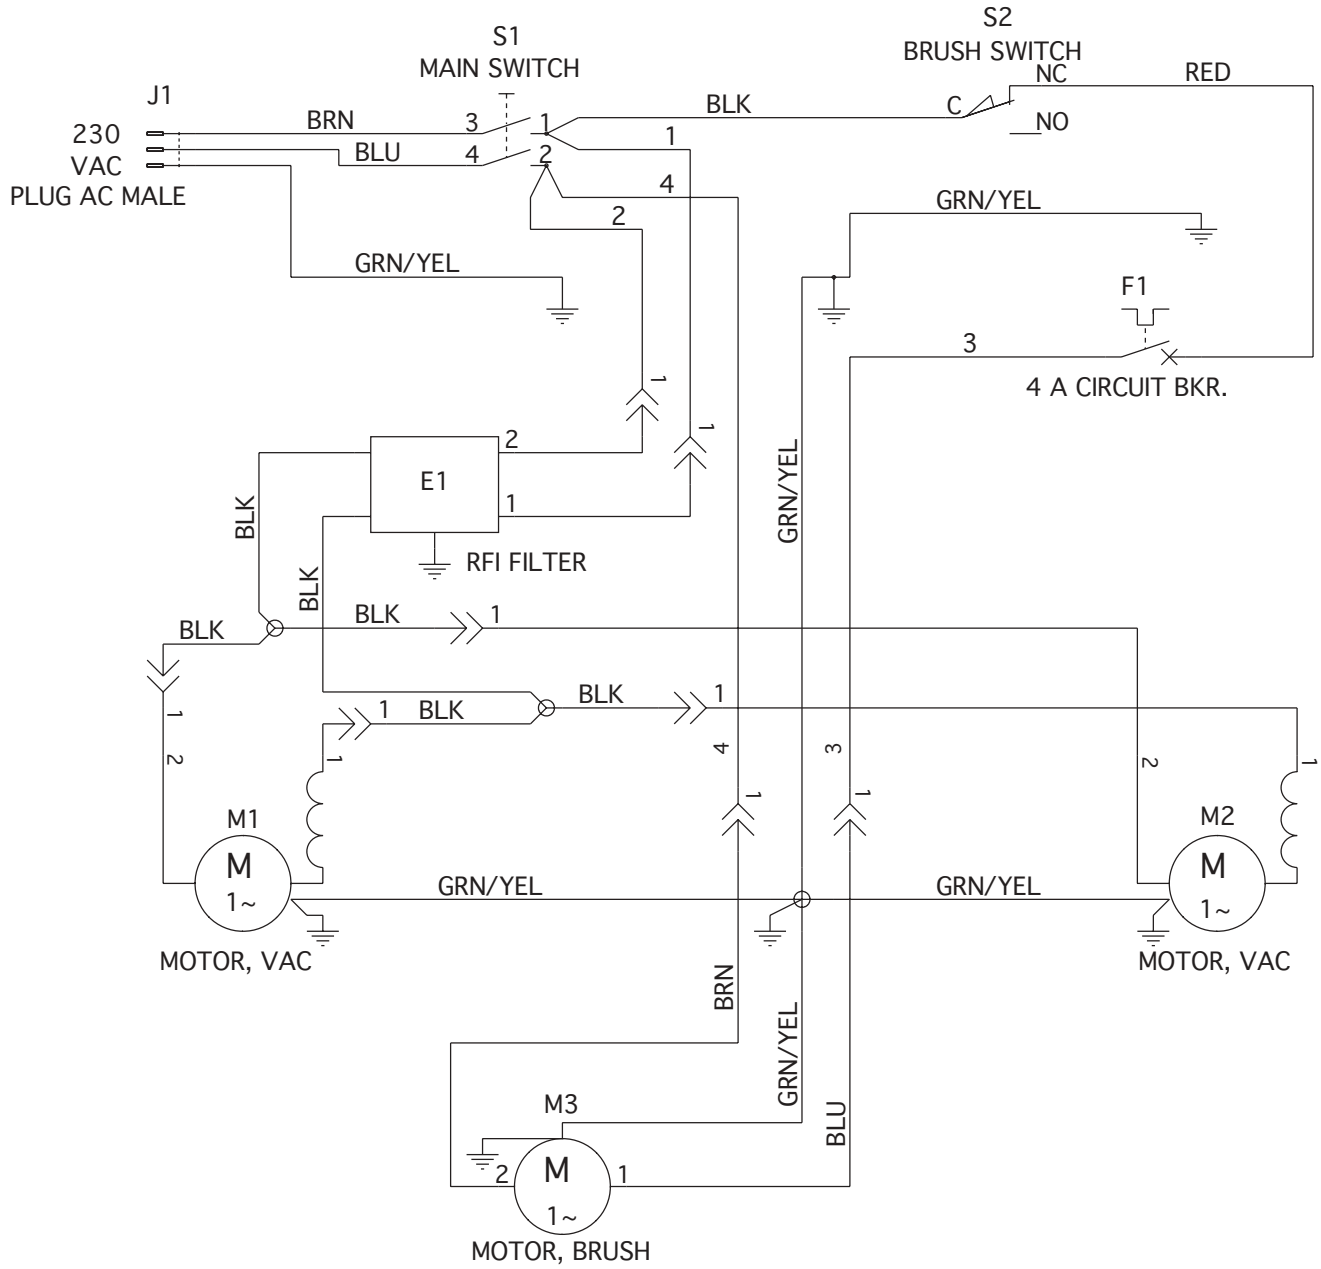 S1
MAIN SWITCH
S2
BRUSH SWITCH
NC
RED
J1
BRN
3
1
BLK
C
NO
230
VAC
PLUG AC MALE
BLU
4
2
1
4
2
GRN/YEL
GRN/YEL
F1
3
4 A CIRCUIT BKR.
1
1
E1
2
1
RFI FILTER
BLK
BLK
GRN/YEL
BLK
BLK
1
1
2
1
BLK
BLK
1
1
4
3
1
1
2
1
M1
M
1~
MOTOR, VAC
GRN/YEL
GRN/YEL
M2
M
1~
MOTOR, VAC
BRN
GRN/YEL
BLU
M3
M
1~
2
1
MOTOR, BRUSH